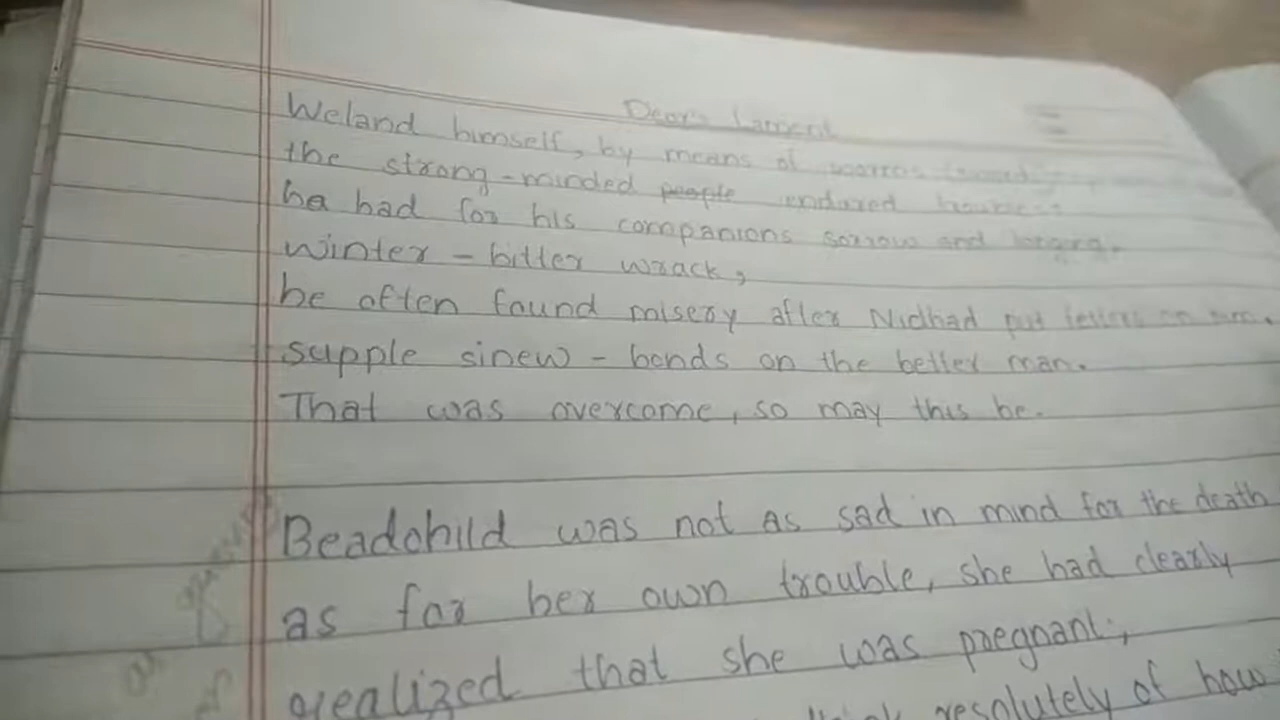 Deor's Lament
Weland himself, by means of worms
the strong-minded people endured
he had for his companions sorrow and longing.
Winter - bitter wrack,
he often found misery after Nidhad put fetters on him.
supple sinew - bonds on the better man.
That was overcome, so may this be.
Beadohild was not as sad in mind for the death
as for her own trouble, she had clearly
realized that she was pregnant,
think resolutely of how